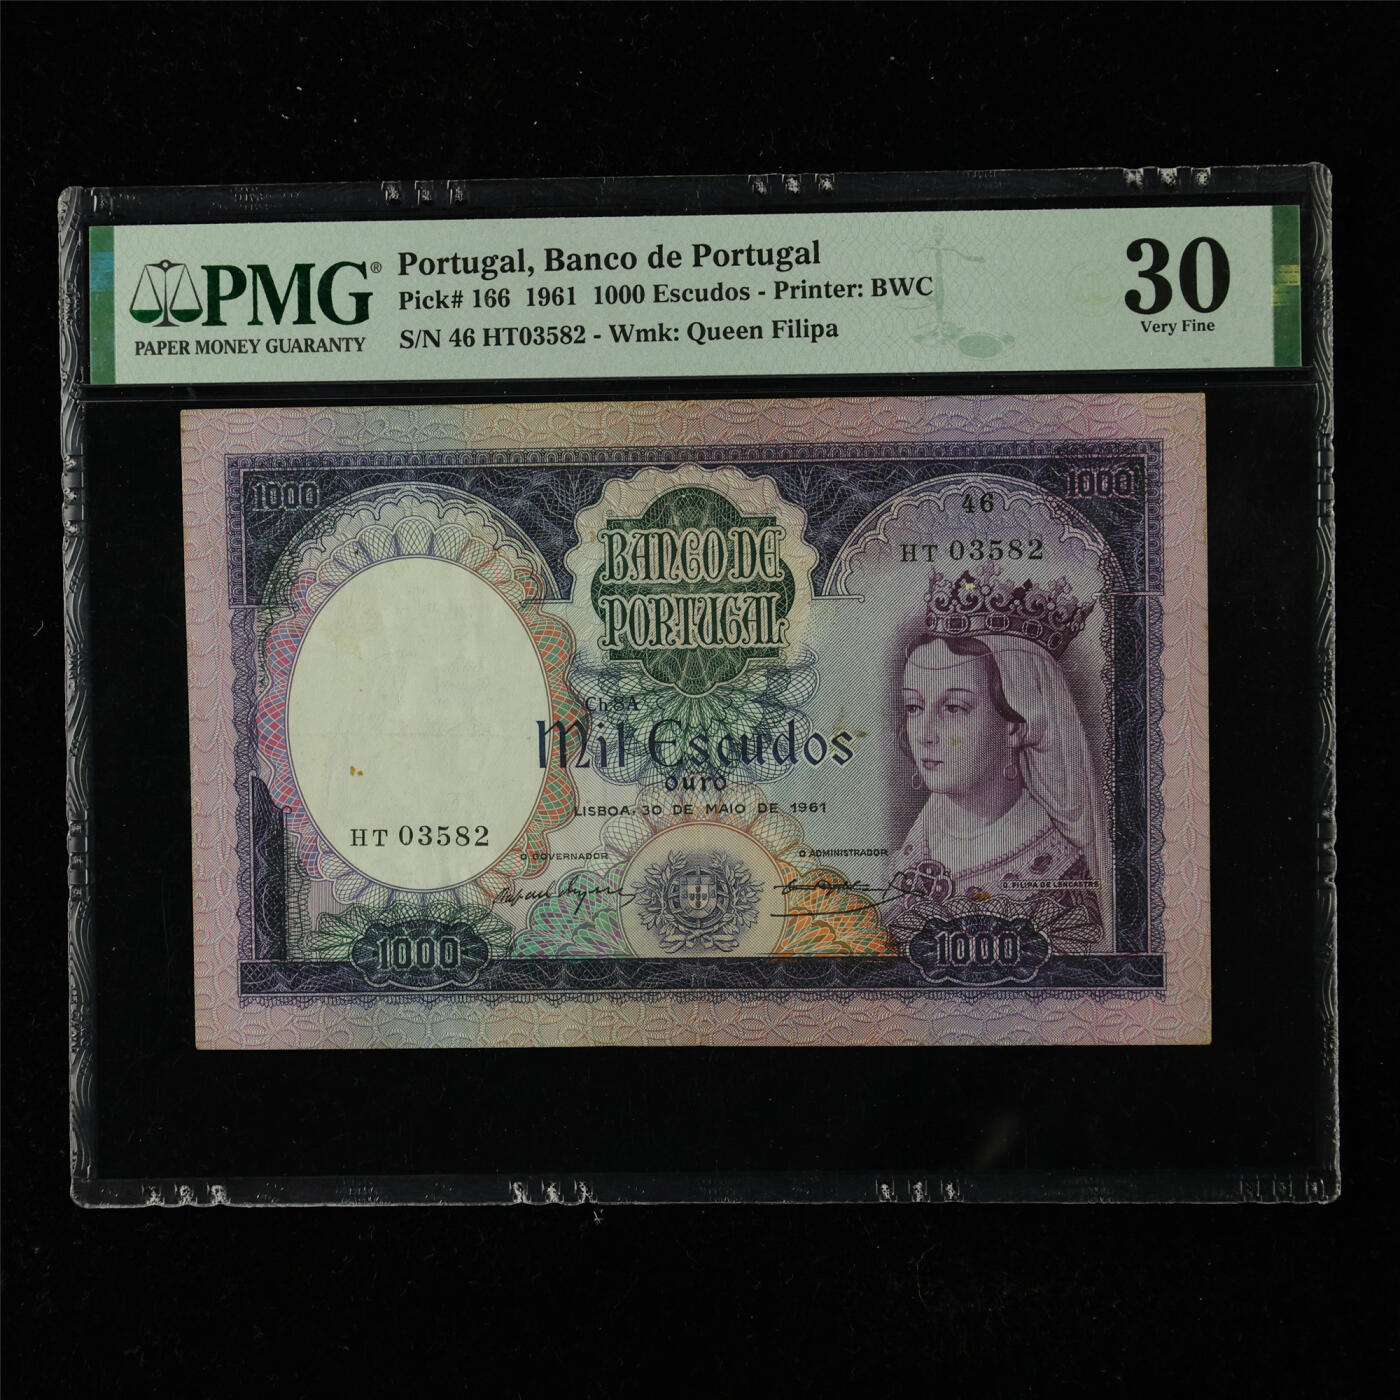 PMG®
PAPER MONEY GUARANTY
Portugal, Banco de Portugal
Pick# 166 1961 1000 Escudos - Printer: BWC
S/N 46 HT03582 - Wmk: Queen Filipa
30
Very Fine
1000
1000
46
HT 03582
BANCO DE
PORTUGAL
Ch.8A
Mil Escudos
ouro
LISBOA, 30 DE MAIO DE 1961
HT 03582
O GOVERNADOR
O ADMINISTRADOR
D. FILIPA DE LENCASTRE
1000
1000